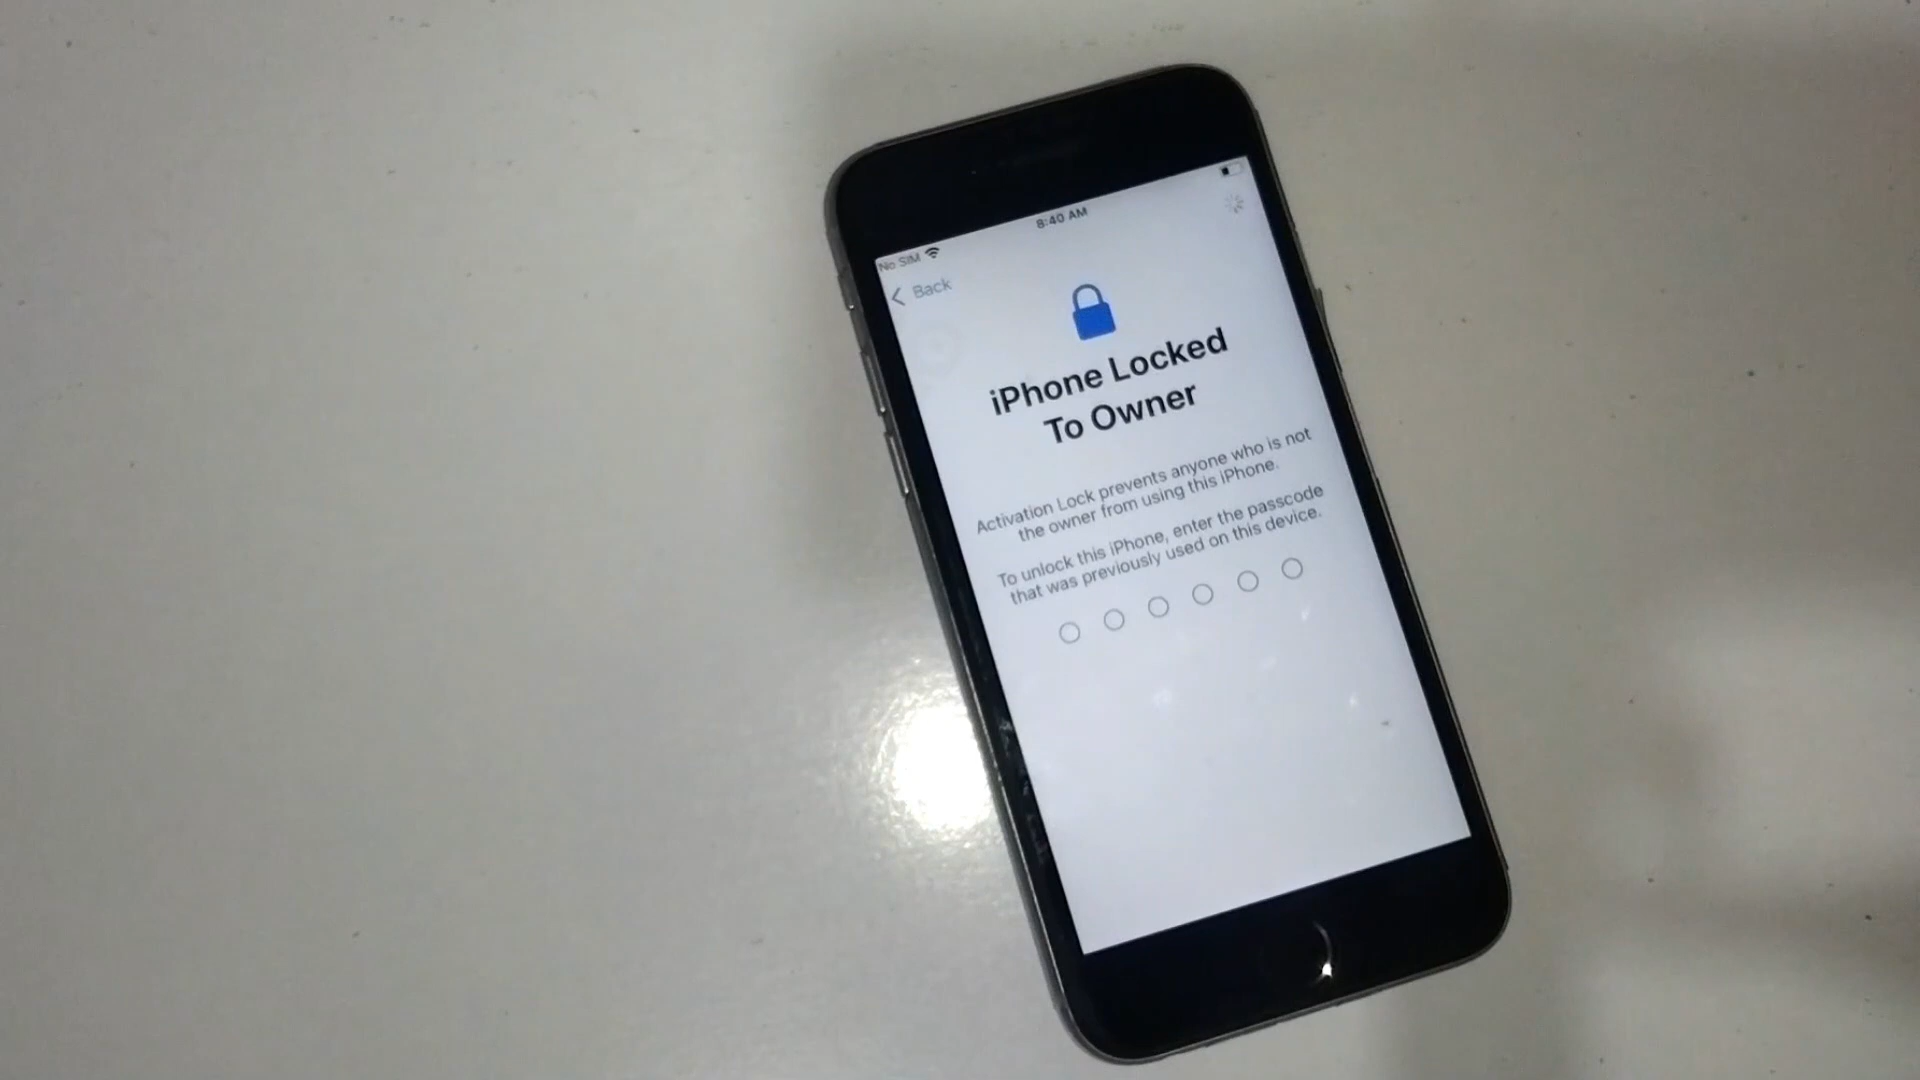 8:40 AM
No SIM
Back
iPhone Locked
To Owner
Activation Lock prevents anyone who is not
the owner from using this iPhone.
To unlock this iPhone, enter the passcode
that was previously used on this device.